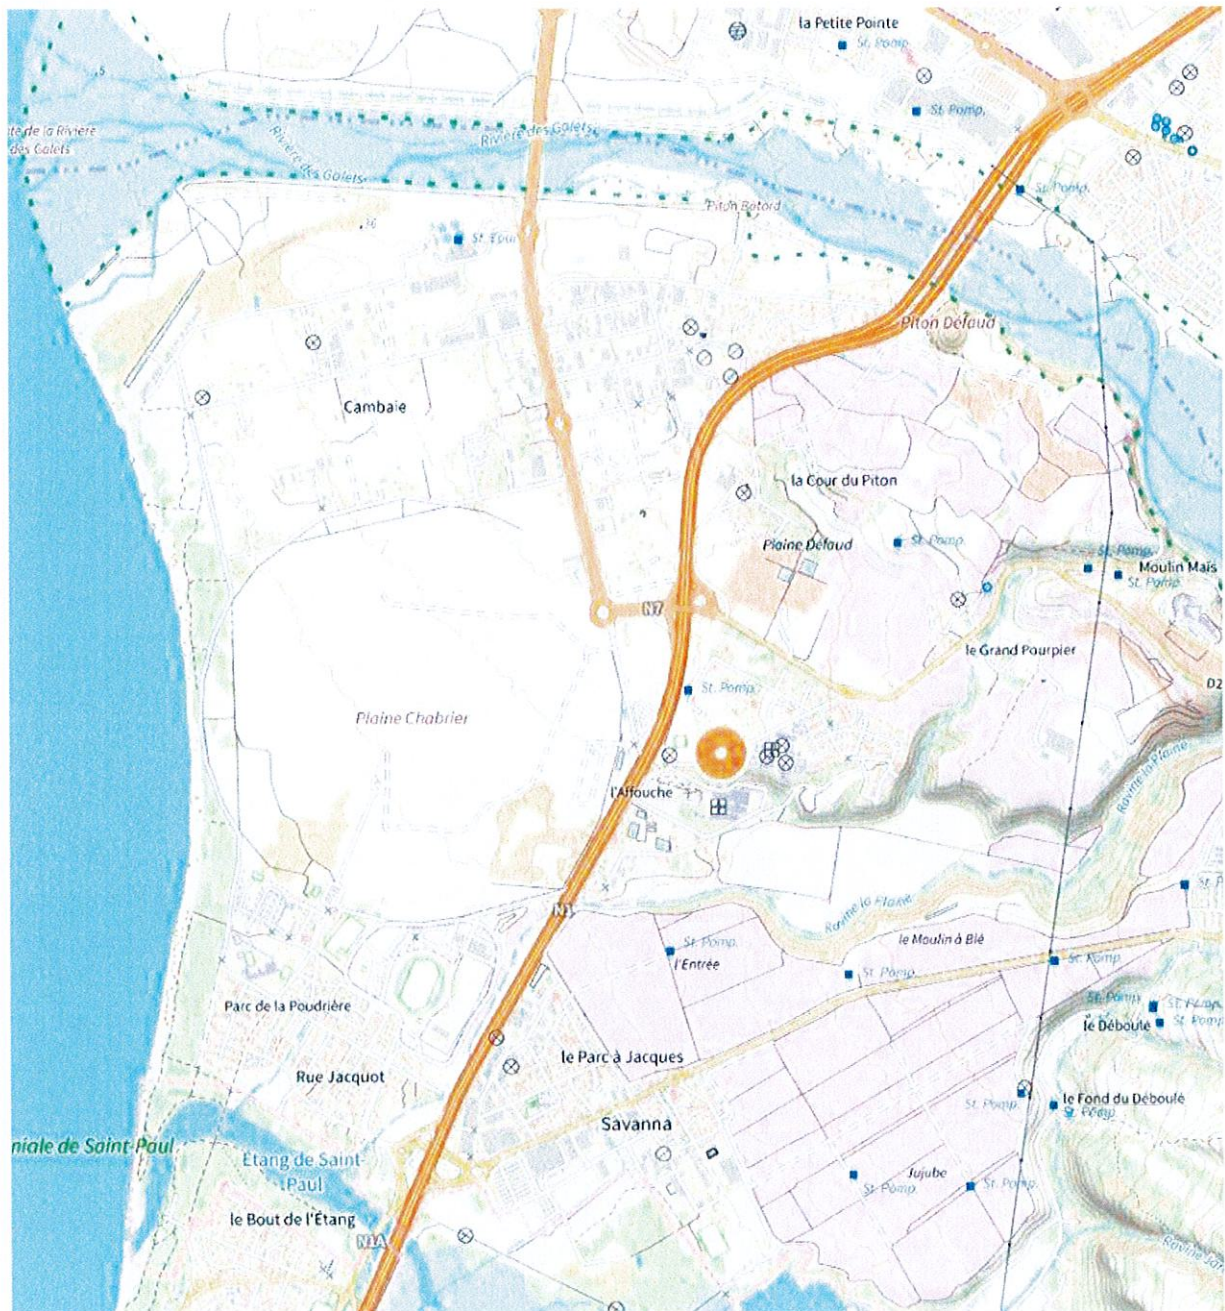 la Petite Pointe
St. Pomp.
St. Pomp.
de la Rivière
des Galets
Rivière des Galets
Rivière des Galets
St. Pomp.
Piton Batard
St.
Piton Défaud
Cambaie
la Cour du Piton
Plaine Défaud
St. Pomp.
St. Pomp.
Moulin Maïs
St. Pomp.
N7
le Grand Pourpier
St. Pomp.
D2
Plaine Chabrier
Ravine la Plaine
l'Affouche
N1
Ravine la Plaine
St. P
St. Pomp.
l'Entrée
le Moulin à Blé
St. Pomp.
St. Pomp.
Parc de la Poudrière
St. Pomp.
St. Pomp.
le Déboulé
St. Pomp.
le Parc à Jacques
Rue Jacquot
St. Pomp.
le Fond du Déboulé
St. Pomp.
Savanna
niale de Saint-Paul
Étang de Saint-
Paul
Jujube
St. Pomp.
St. Pomp.
le Bout de l'Étang
N1A
Ravine